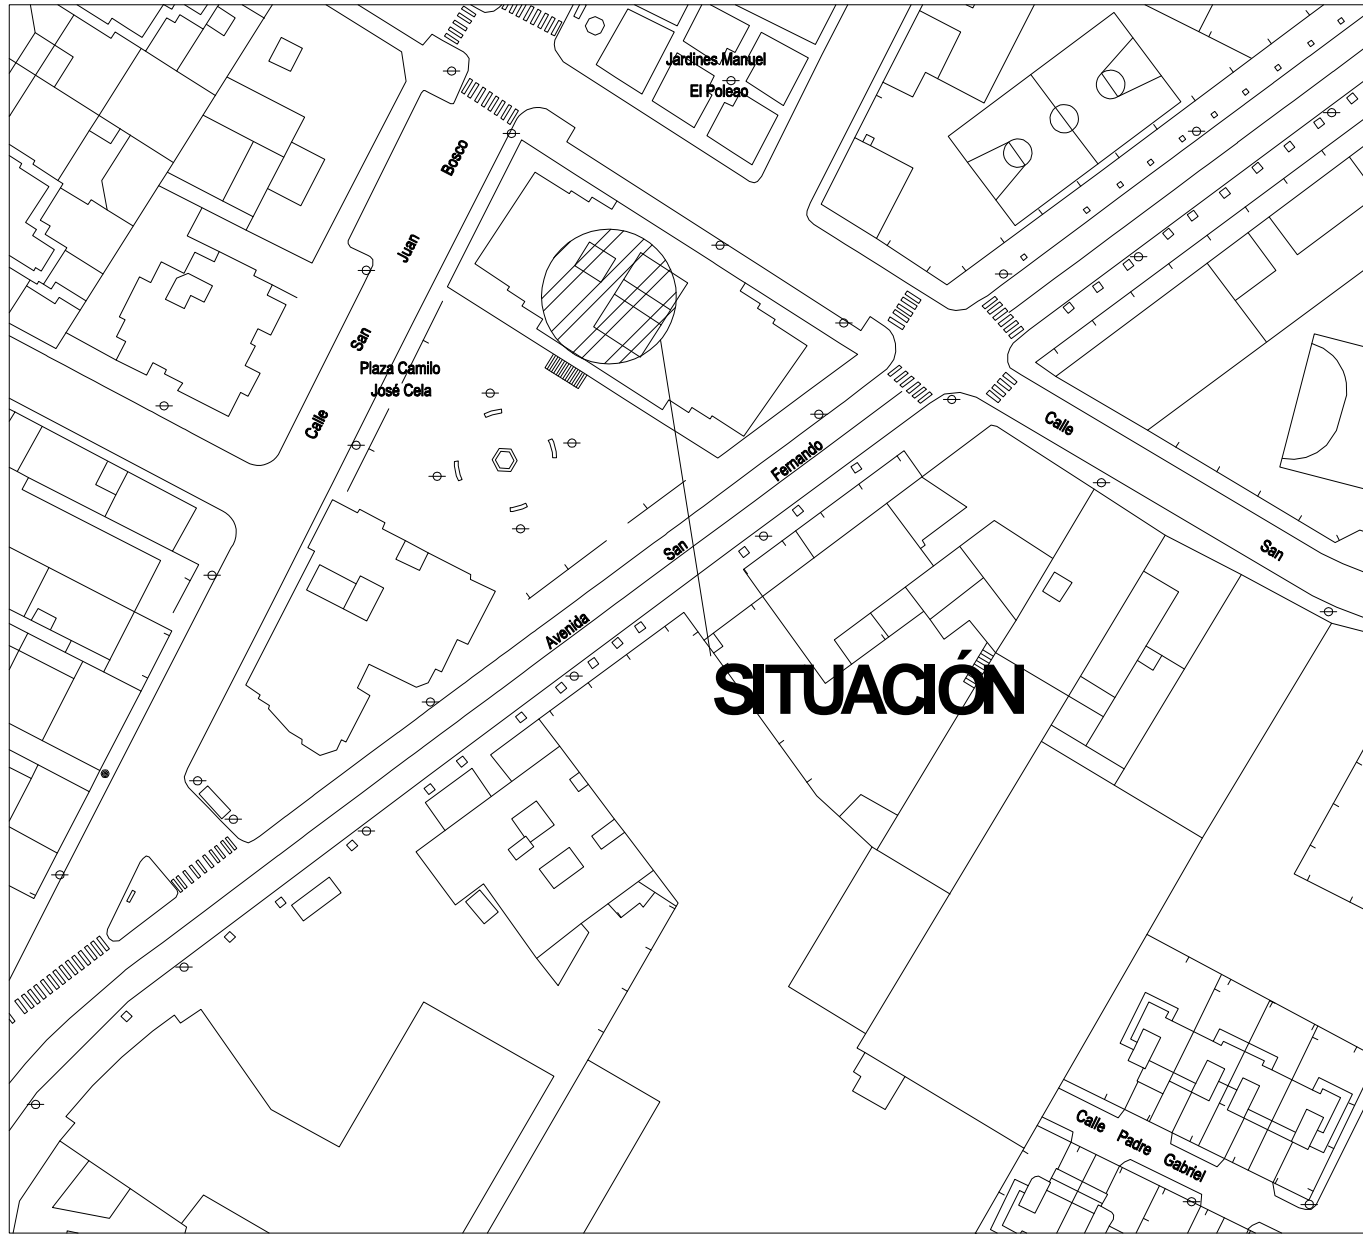 Jardines Manuel
El Poleao
Calle San Juan Bosco
Plaza Camilo
José Cela
Avenida San Fernando
Calle San
SITUACIÓN
Calle Padre Gabriel